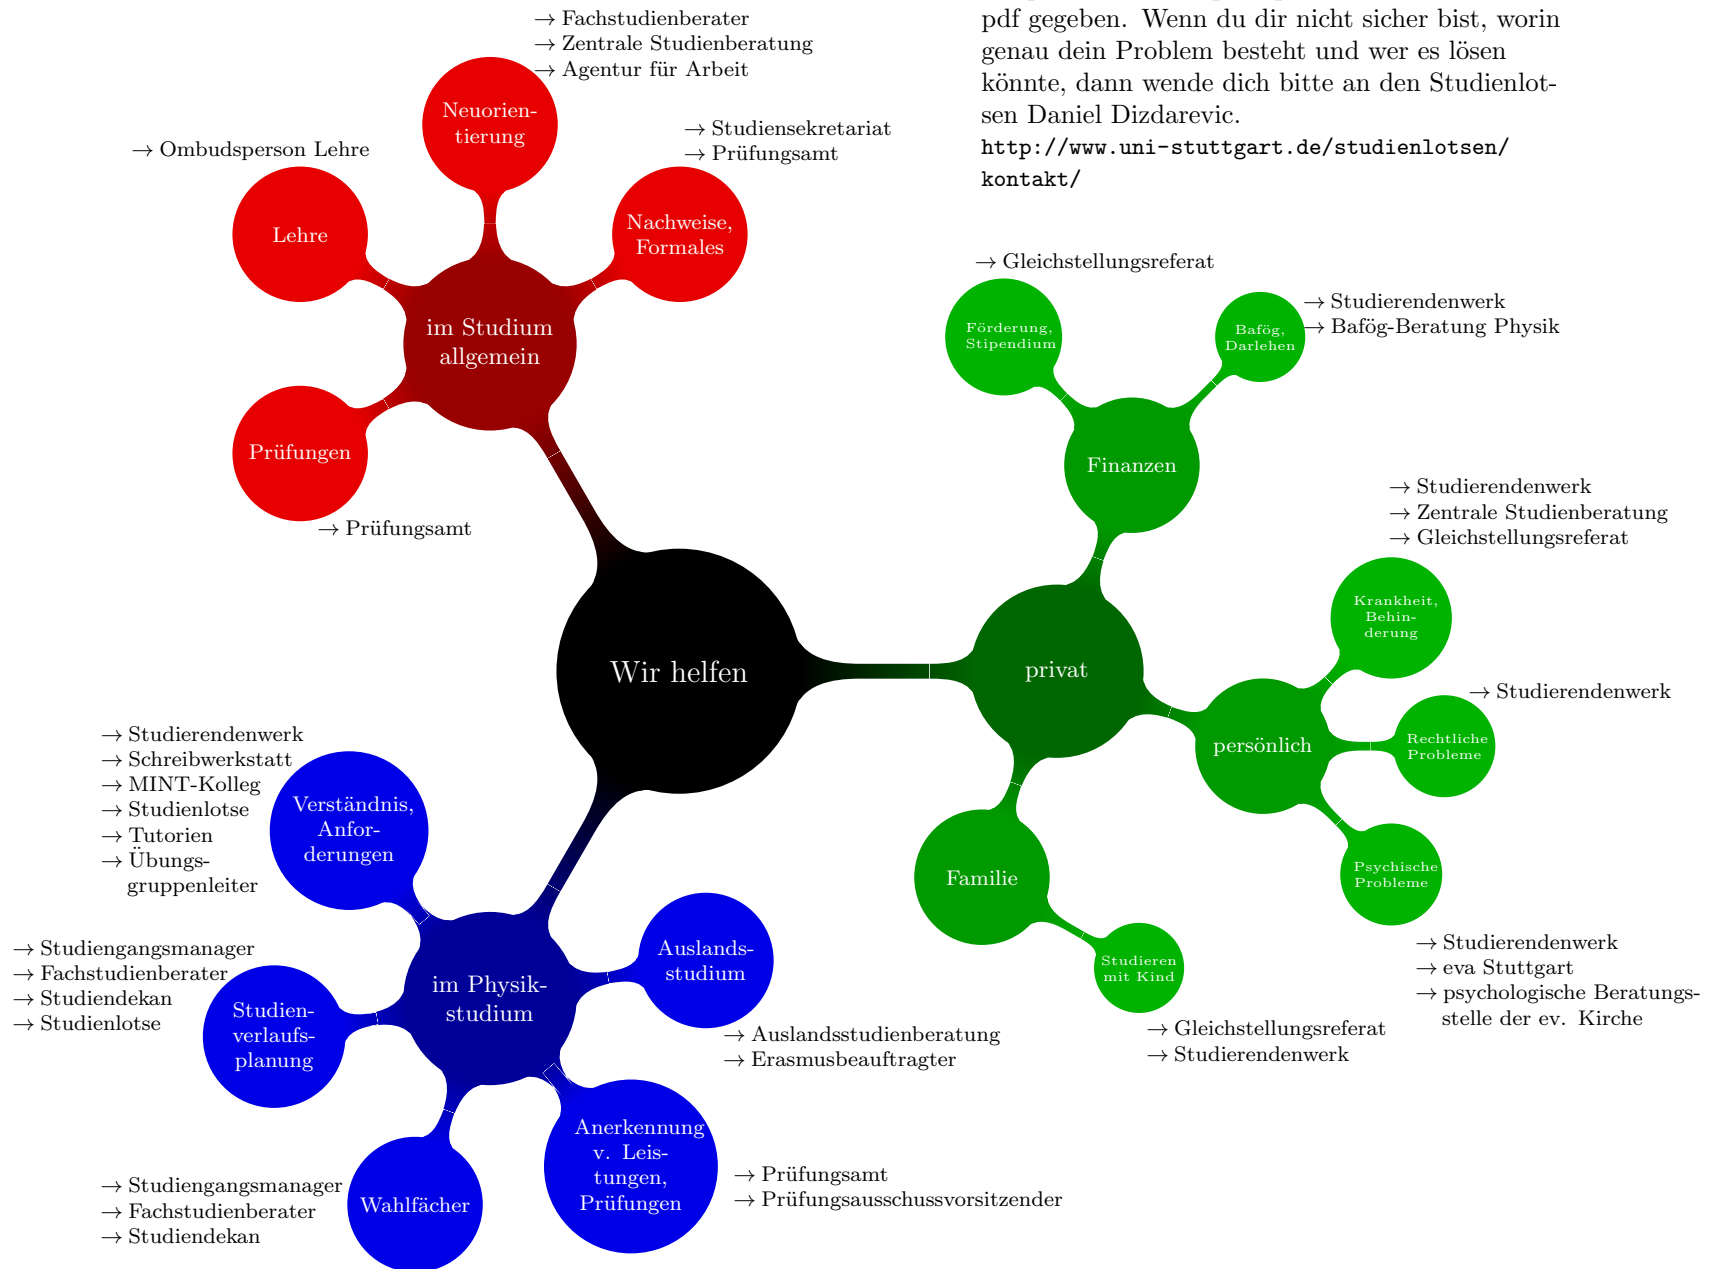 pdf gegeben. Wenn du dir nicht sicher bist, worin
genau dein Problem besteht und wer es lösen
könnte, dann wende dich bitte an den Studienlot-
sen Daniel Dizdarevic.
http://www.uni-stuttgart.de/studienlotsen/
kontakt/
→ Fachstudienberater
→ Zentrale Studienberatung
→ Agentur für Arbeit
Neuorien-
tierung
→ Studiensekretariat
→ Prüfungsamt
Nachweise,
Formales
→ Ombudsperson Lehre
Lehre
im Studium
allgemein
Prüfungen
→ Prüfungsamt
Wir helfen
→ Gleichstellungsreferat
Förderung,
Stipendium
→ Studierendenwerk
→ Bafög-Beratung Physik
Bafög,
Darlehen
Finanzen
→ Studierendenwerk
→ Zentrale Studienberatung
→ Gleichstellungsreferat
Krankheit,
Behin-
derung
privat
→ Studierendenwerk
persönlich
Rechtliche
Probleme
Psychische
Probleme
→ Studierendenwerk
→ eva Stuttgart
→ psychologische Beratungs-
stelle der ev. Kirche
Familie
Studieren
mit Kind
→ Gleichstellungsreferat
→ Studierendenwerk
→ Studierendenwerk
→ Schreibwerkstatt
→ MINT-Kolleg
→ Studienlotse
→ Tutorien
→ Übungs-
gruppenleiter
Verständnis,
Anfor-
derungen
→ Studiengangsmanager
→ Fachstudienberater
→ Studiendekan
→ Studienlotse
Studien-
verlaufs-
planung
im Physik-
studium
Auslands-
studium
→ Auslandsstudienberatung
→ Erasmusbeauftragter
Anerkennung
v. Leis-
tungen,
Prüfungen
→ Prüfungsamt
→ Prüfungsausschussvorsitzender
→ Studiengangsmanager
→ Fachstudienberater
→ Studiendekan
Wahlfächer